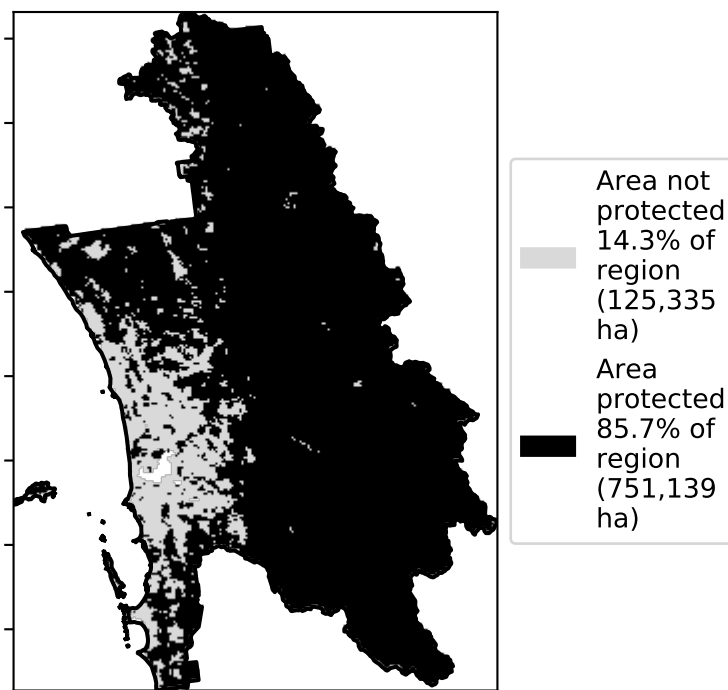 Area not
protected
14.3% of
region
(125,335
ha)
Area
protected
85.7% of
region
(751,139
ha)